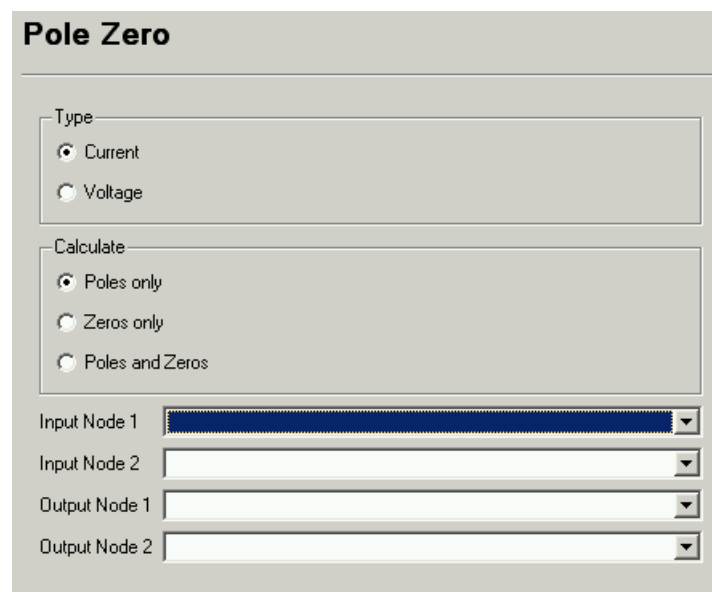 Pole Zero
Type
Current
Voltage
Calculate
Poles only
Zeros only
Poles and Zeros
Input Node 1
Input Node 2
Output Node 1
Output Node 2